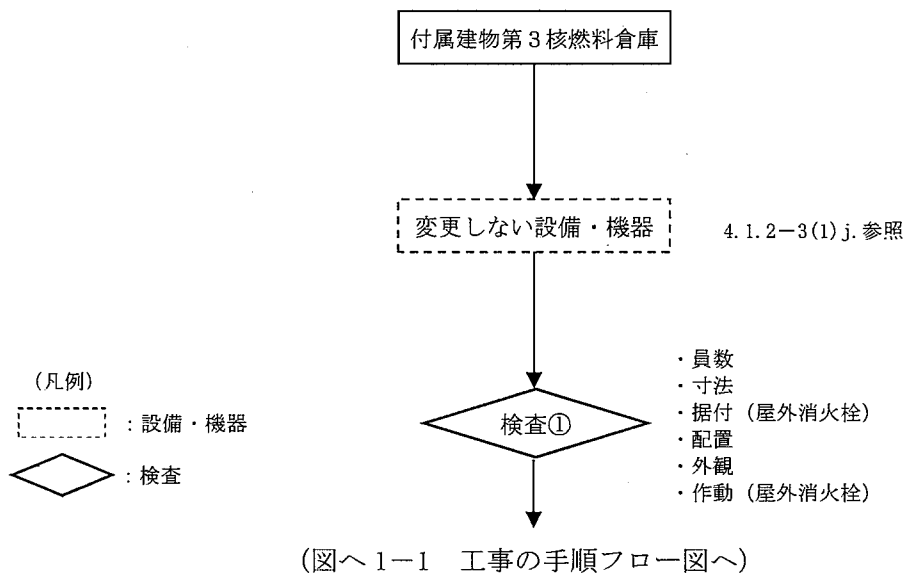 付属建物第3核燃料倉庫
変更しない設備・機器
4.1.2-3(1)j.参照
検査①
・員数
・寸法
・据付(屋外消火栓)
・配置
・外観
・作動(屋外消火栓)
(凡例)
:設備・機器
:検査
(図へ1-1 工事の手順フロー図へ)